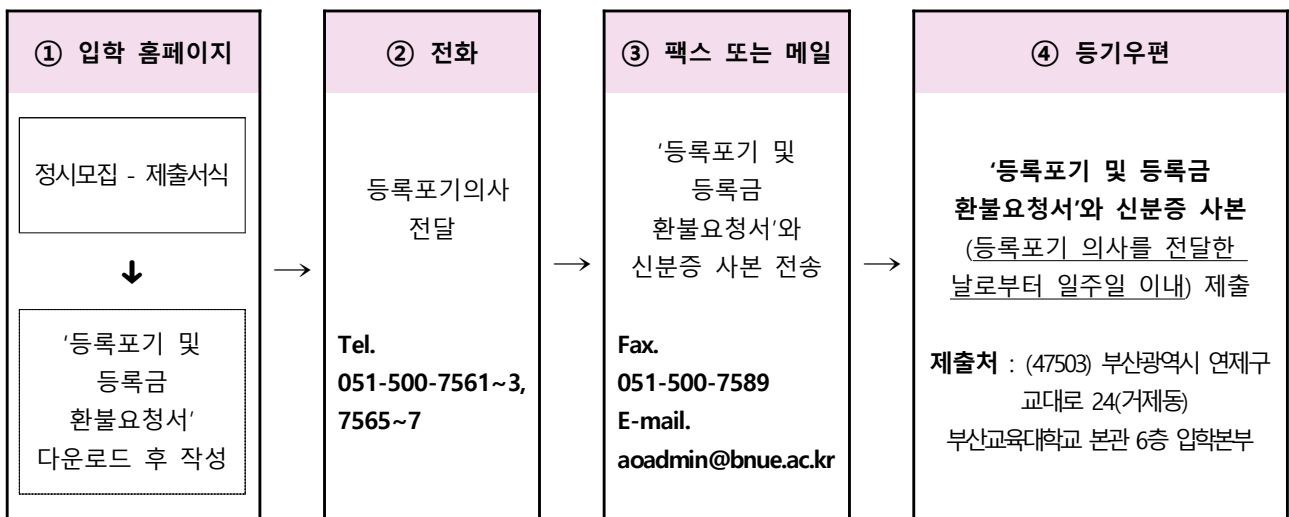 ① 입학 홈페이지
정시모집 - 제출서식
↓
'등록포기 및
등록금
환불요청서'
다운로드 후 작성
→
② 전화
등록포기의사
전달
Tel.
051-500-7561~3,
7565~7
→
③ 팩스 또는 메일
'등록포기 및
등록금
환불요청서'와
신분증 사본 전송
Fax.
051-500-7589
E-mail.
aoadmin@bnue.ac.kr
→
④ 등기우편
'등록포기 및 등록금
환불요청서'와 신분증 사본
(등록포기 의사를 전달한
날로부터 일주일 이내) 제출
제출처 : (47503) 부산광역시 연제구
교대로 24(거제동)
부산교육대학교 본관 6층 입학본부